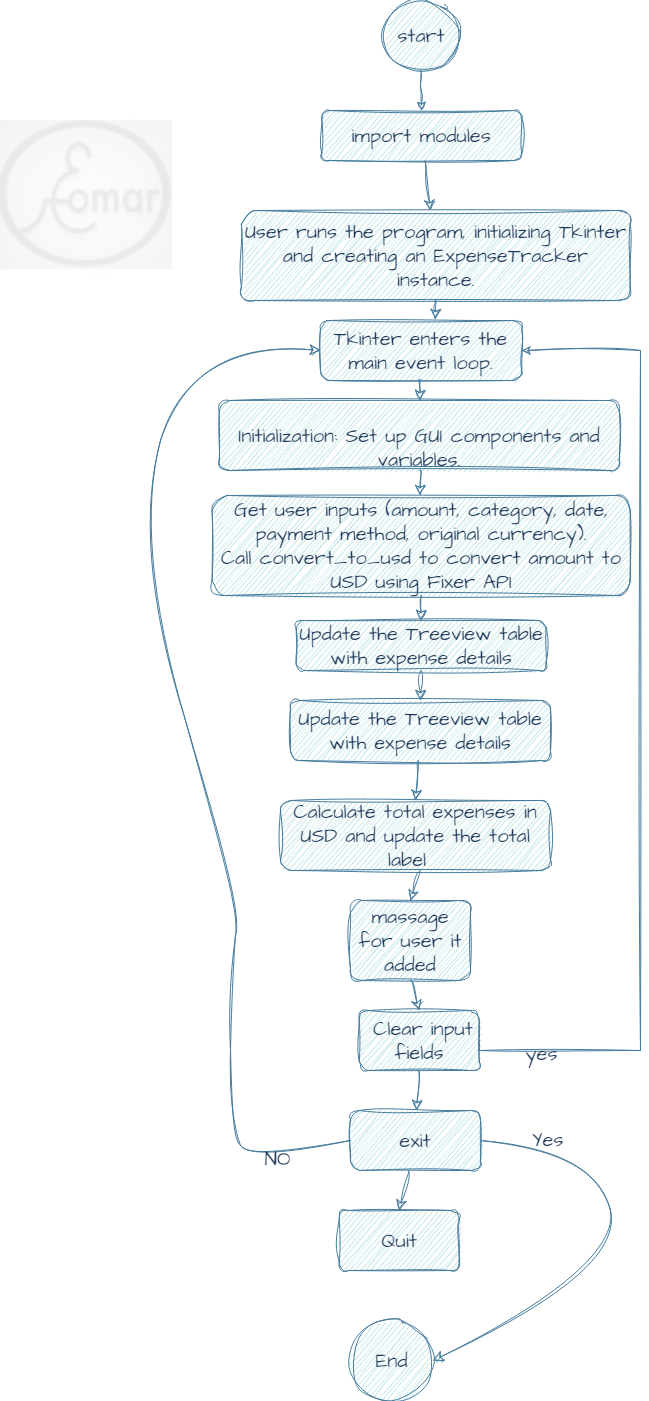 start
import modules
Eomar
User runs the program, initializing Tkinter
and creating an ExpenseTracker
instance.
Tkinter enters the
main event loop.
Initialization: Set up GUI components and
variables.
Get user inputs (amount, category, date,
payment method, original currency).
Call convert_to_usd to convert amount to
USD using Fixer API
Update the Treeview table
with expense details
Update the Treeview table
with expense details
Calculate total expenses in
USD and update the total
label
massage
for user it
added
Clear input
fields
yes
exit
Yes
NO
Quit
End